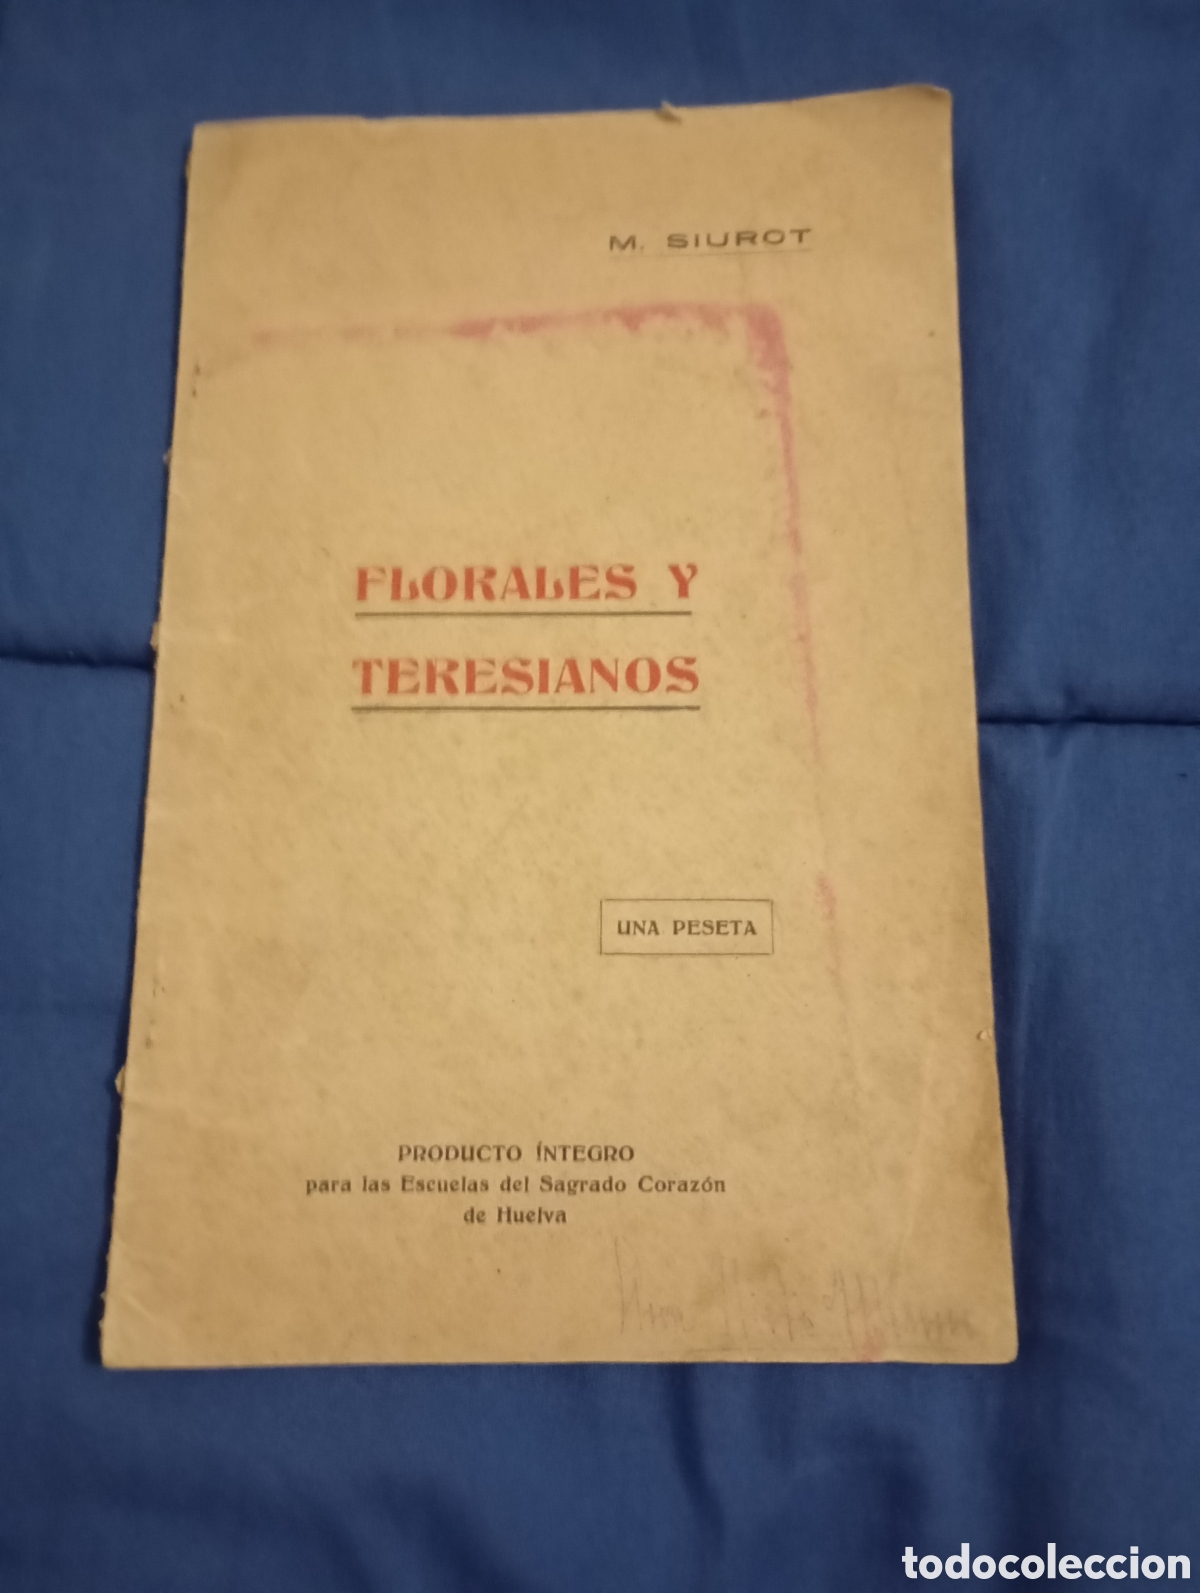 M. SIUROT
FLORALES Y
TERESIANOS
UNA PESETA
PRODUCTO ÍNTEGRO
para las Escuelas del Sagrado Corazón
de Huelva
todocoleccion